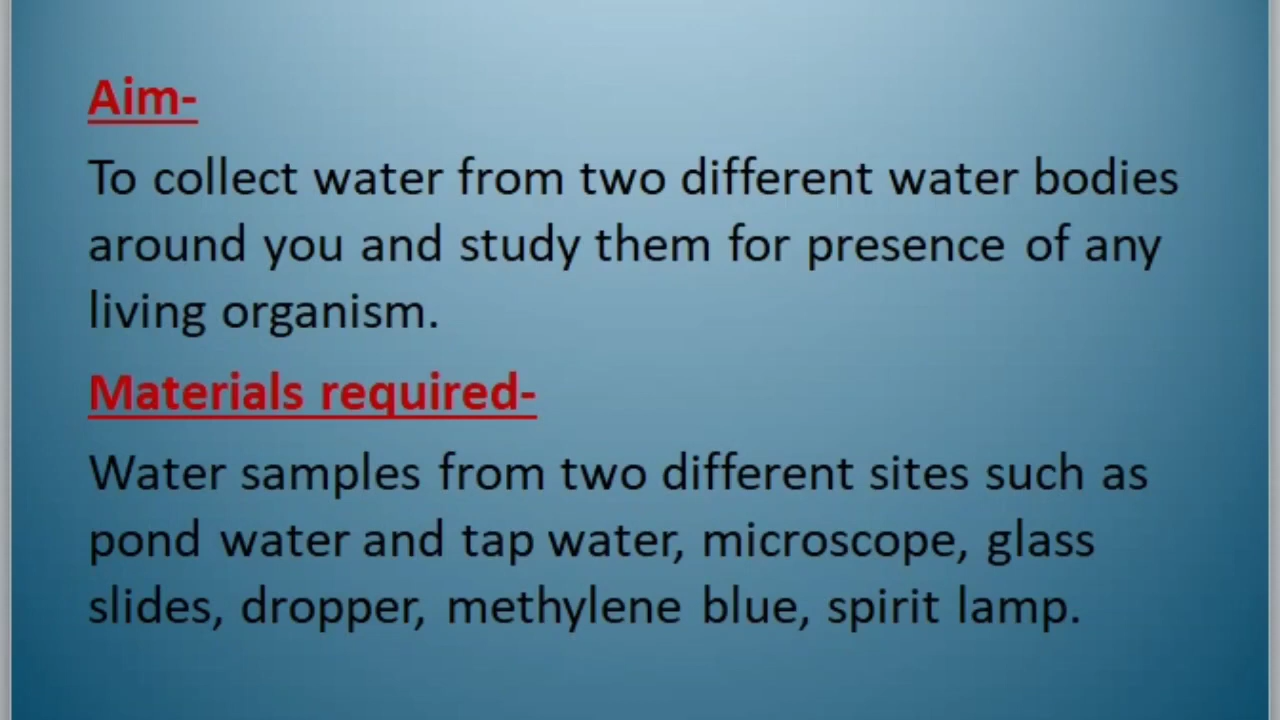 Aim-
To collect water from two different water bodies
around you and study them for presence of any
living organism.
Materials required-
Water samples from two different sites such as
pond water and tap water, microscope, glass
slides, dropper, methylene blue, spirit lamp.